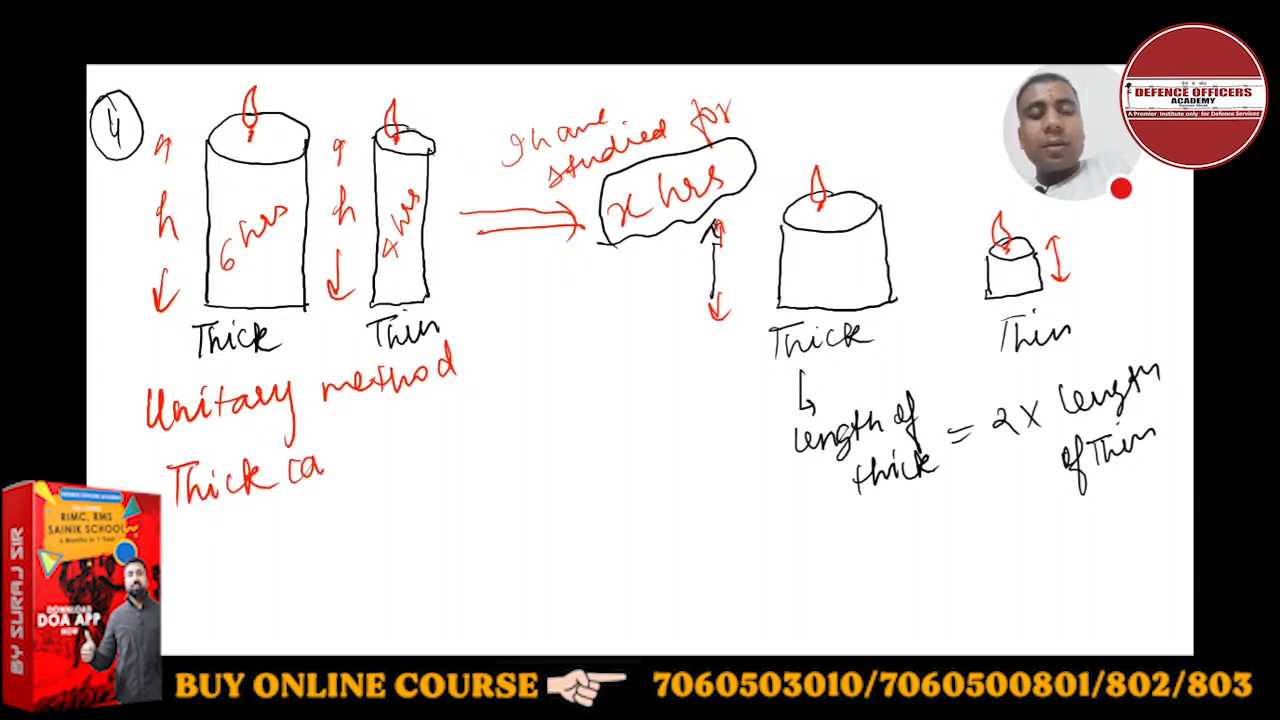 4
h
6 hrs
Thick
h
4 hrs
Thin
I have
studied for
x hrs
Thick
Thin
length of
thick = 2 x length
of Thin
Unitary method
Thick ca
DEFENCE OFFICERS
ACADEMY
A Premier Institute only for Defence Services
BY SURAJ SIR
RIMC, RMS
SAINIK SCHOOL
DOWNLOAD
DOA APP
NOW
BUY ONLINE COURSE 7060503010/7060500801/802/803